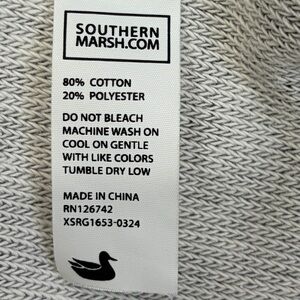 SOUTHERN
MARSH.COM
80% COTTON
20% POLYESTER
DO NOT BLEACH
MACHINE WASH ON
COOL ON GENTLE
WITH LIKE COLORS
TUMBLE DRY LOW
MADE IN CHINA
RN126742
XSRG1653-0324